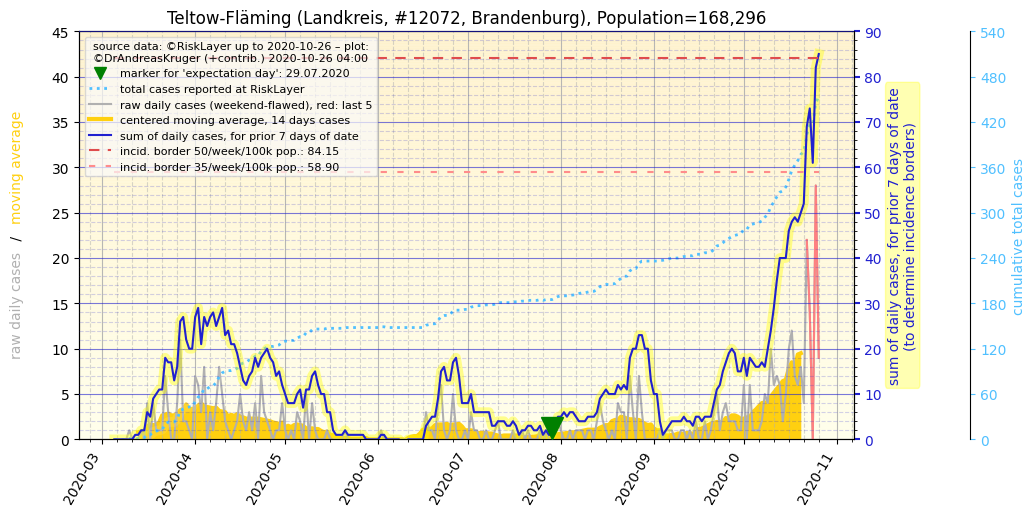 Teltow-Fläming (Landkreis, #12072, Brandenburg), Population=168,296
source data: ©RiskLayer up to 2020-10-26 – plot:
©DrAndreasKruger (+contrib.) 2020-10-26 04:00
marker for 'expectation day': 29.07.2020
total cases reported at RiskLayer
raw daily cases (weekend-flawed), red: last 5
centered moving average, 14 days cases
sum of daily cases, for prior 7 days of date
incid. border 50/week/100k pop.: 84.15
incid. border 35/week/100k pop.: 58.90
raw daily cases / moving average
45
40
35
30
25
20
15
10
5
0
2020-03
2020-04
2020-05
2020-06
2020-07
2020-08
2020-09
2020-10
2020-11
90
80
70
60
50
40
30
20
10
0
sum of daily cases, for prior 7 days of date
(to determine incidence borders)
540
480
420
360
300
240
180
120
60
0
cumulative total cases